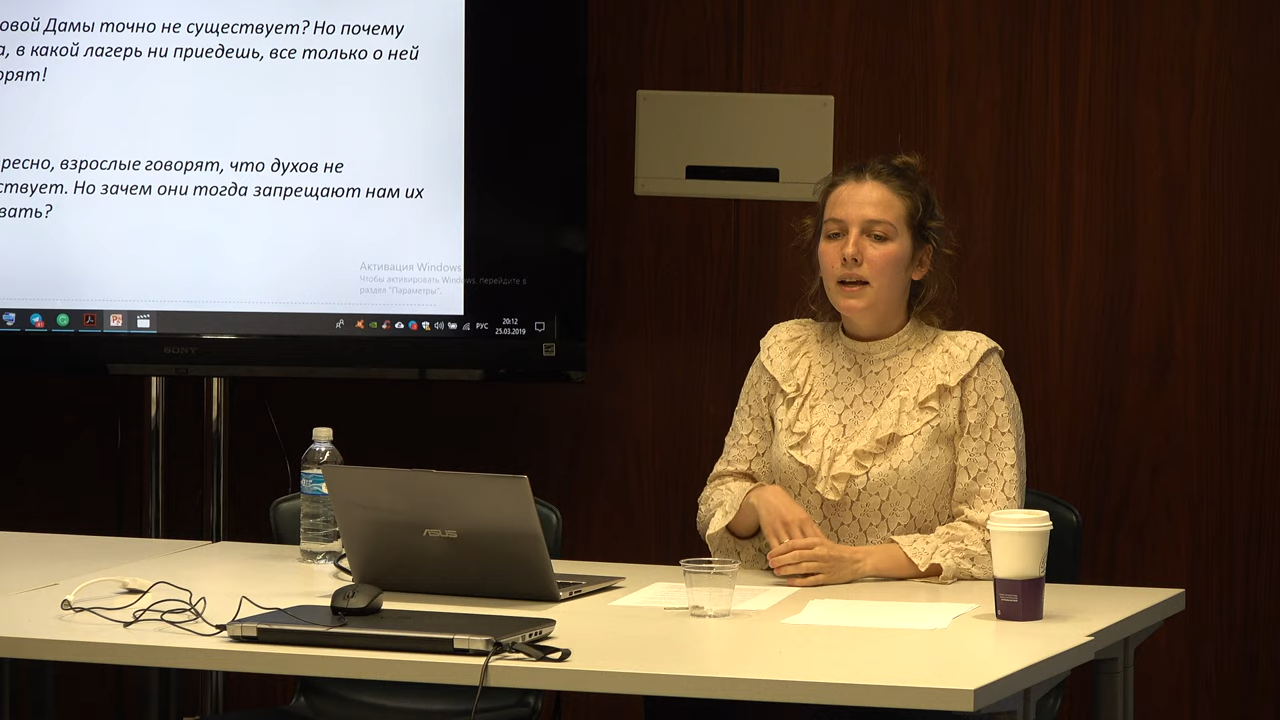 овой Дамы точно не существует? Но почему
а, в какой лагерь ни приедешь, все только о ней
орят!
ресно, взрослые говорят, что духов не
ствует. Но зачем они тогда запрещают нам их
вать?
Активация Windows
Чтобы активировать Windows, перейдите в
раздел "Параметры".
РУС
20:12
25.03.2019
SONY
ASUS